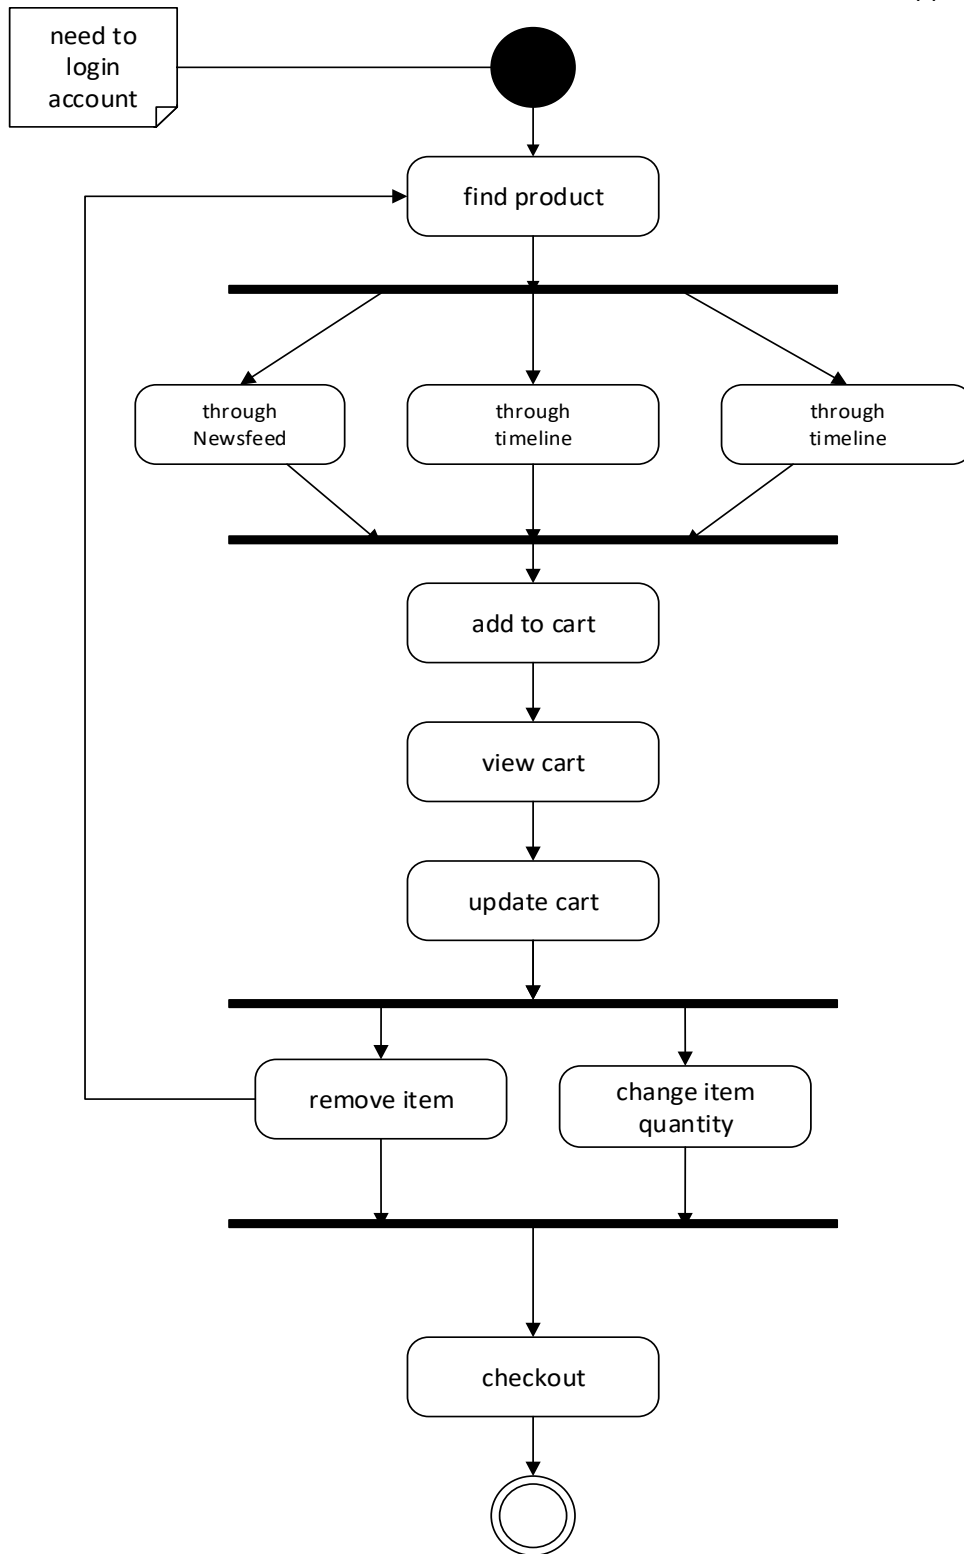 need to
login
account
find product
through
Newsfeed
through
timeline
through
timeline
add to cart
view cart
update cart
remove item
change item
quantity
checkout